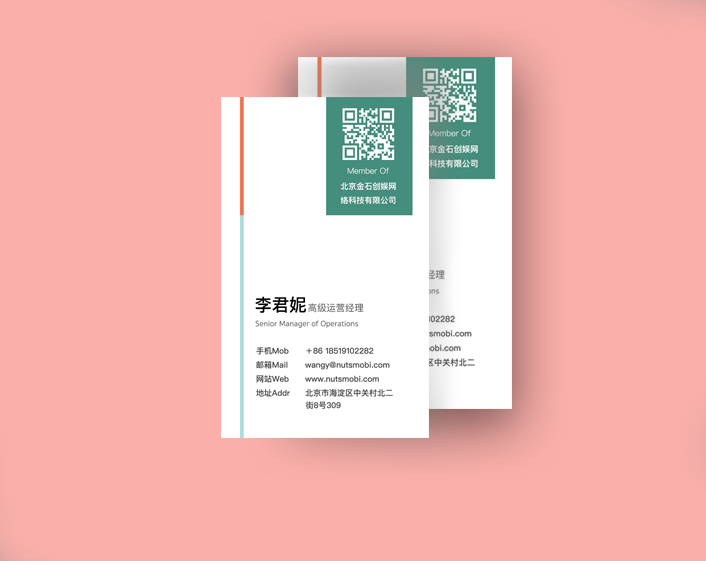 Member Of
北京金石创娱网
络科技有限公司
李君妮 高级运营经理
Senior Manager of Operations
手机Mob +86 18519102282
邮箱Mail wangy@nutsmobi.com
网站Web www.nutsmobi.com
地址Addr 北京市海淀区中关村北二
街8号309
Member Of
京金石创娱网
科技有限公司
经理
ons
02282
smobi.com
obi.com
区中关村北二